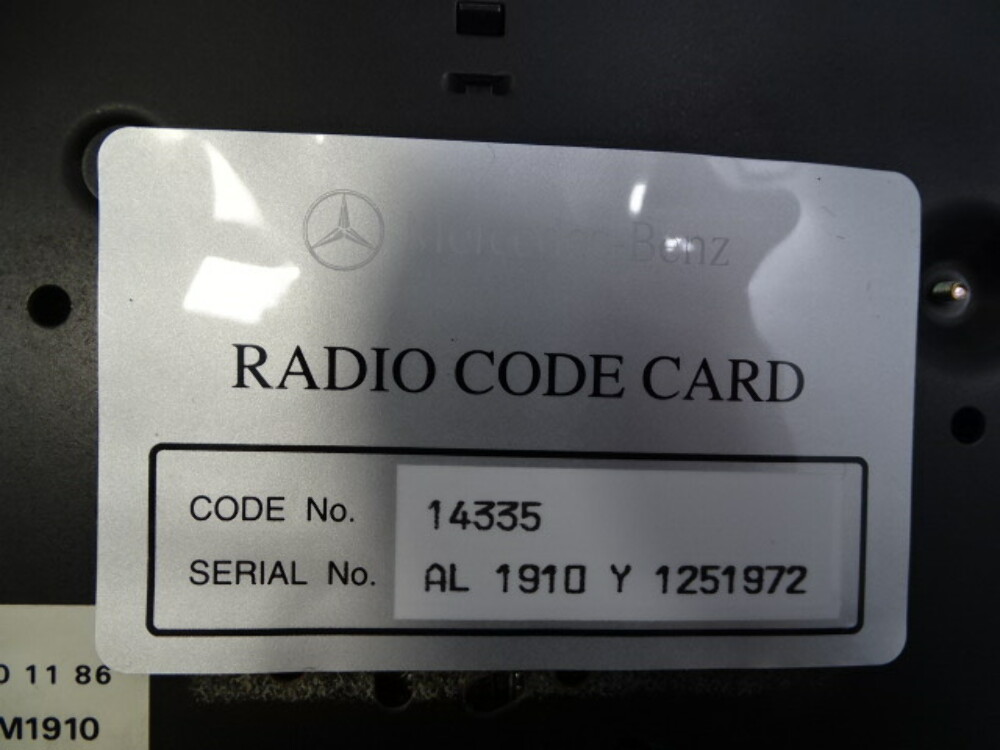 Mercedes-Benz
RADIO CODE CARD
CODE No. 14335
SERIAL No. AL 1910 Y 1251972
0 11 86
M1910